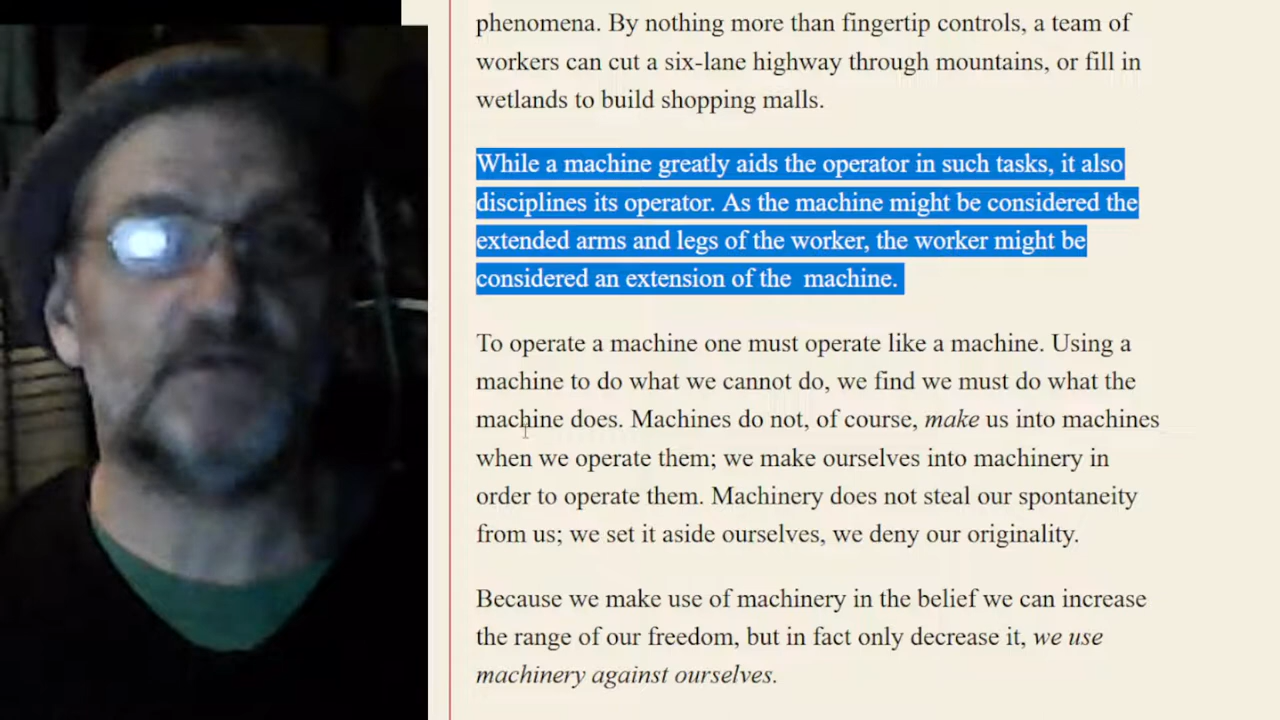 phenomena. By nothing more than fingertip controls, a team of
workers can cut a six-lane highway through mountains, or fill in
wetlands to build shopping malls.
While a machine greatly aids the operator in such tasks, it also
disciplines its operator. As the machine might be considered the
extended arms and legs of the worker, the worker might be
considered an extension of the  machine.
To operate a machine one must operate like a machine. Using a
machine to do what we cannot do, we find we must do what the
machine does. Machines do not, of course, make us into machines
when we operate them; we make ourselves into machinery in
order to operate them. Machinery does not steal our spontaneity
from us; we set it aside ourselves, we deny our originality.
Because we make use of machinery in the belief we can increase
the range of our freedom, but in fact only decrease it, we use
machinery against ourselves.